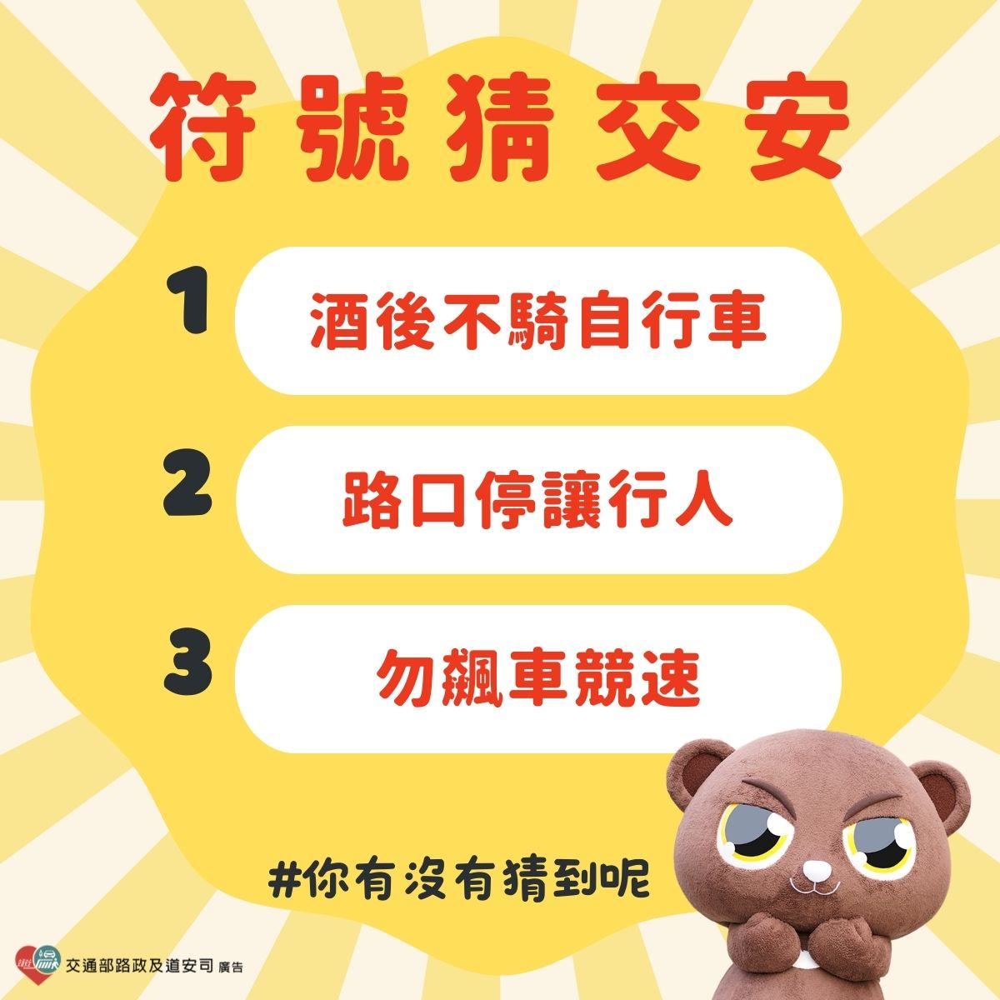 符號猜交安
1
酒後不騎自行車
2
路口停讓行人
3
勿飆車競速
#你有沒有猜到呢
交通部路政及道安司 廣告